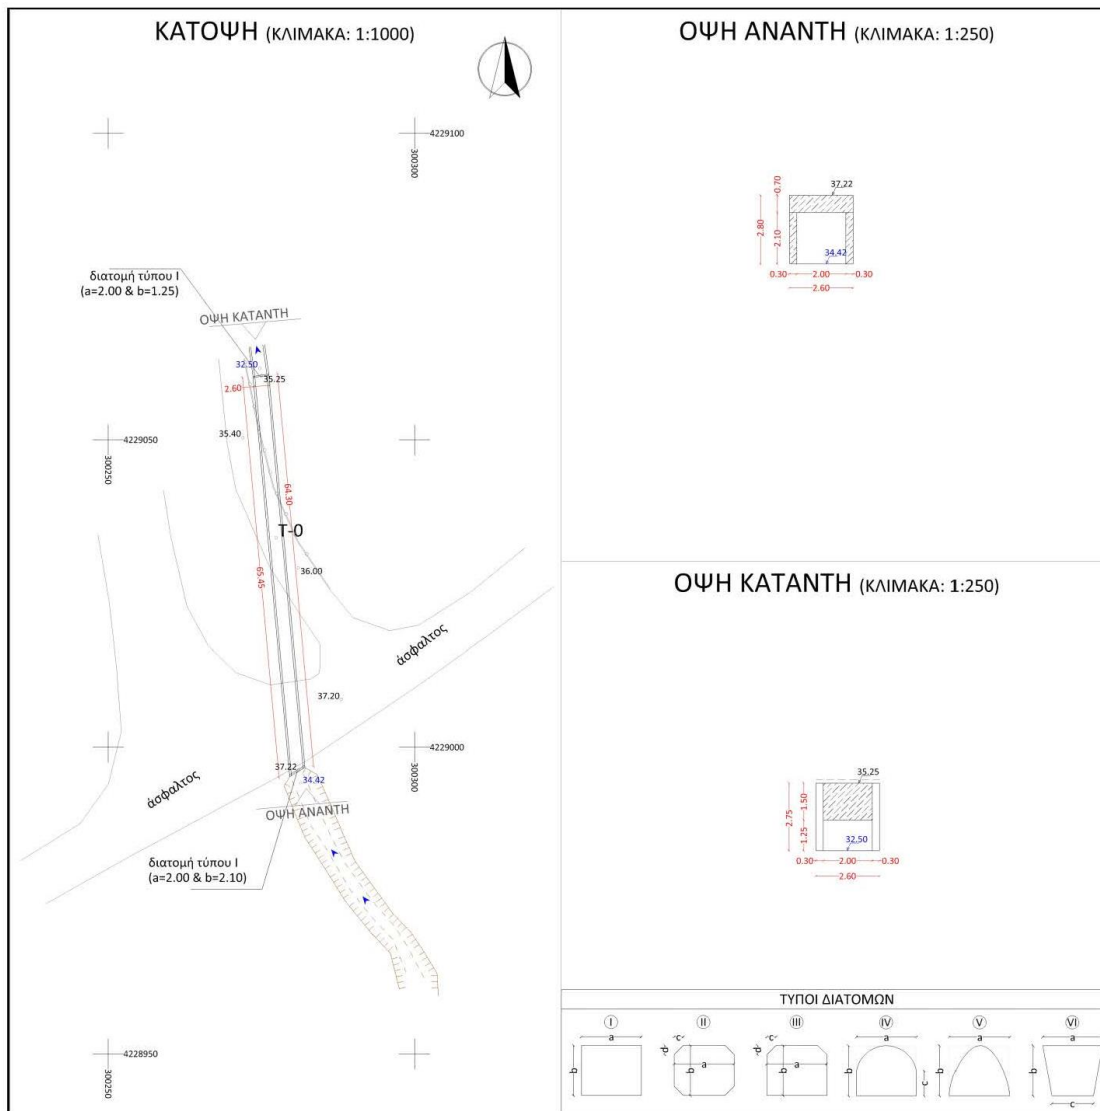 ΚΑΤΟΨΗ (ΚΛΙΜΑΚΑ: 1:1000)
4229100
300300
διατομή τύπου Ι
(a=2.00 & b=1.25)
ΟΨΗ ΚΑΤΑΝΤΗ
32.50
35.25
2.60
35.40
4229050
300250
64.30
T-0
65.45
36.00
άσφαλτος
37.20
4229000
300300
37.22
34.42
άσφαλτος
ΟΨΗ ΑΝΑΝΤΗ
διατομή τύπου Ι
(a=2.00 & b=2.10)
4228950
300250
ΟΨΗ ΑΝΑΝΤΗ (ΚΛΙΜΑΚΑ: 1:250)
37.22
0.70
2.80
2.10
34.42
0.30 2.00 0.30
2.60
ΟΨΗ ΚΑΤΑΝΤΗ (ΚΛΙΜΑΚΑ: 1:250)
35.25
1.50
2.75
1.25
32.50
0.30 2.00 0.30
2.60
ΤΥΠΟΙ ΔΙΑΤΟΜΩΝ
I II III IV V VI
a c c a a a
d d
b b a b a b c b b
c